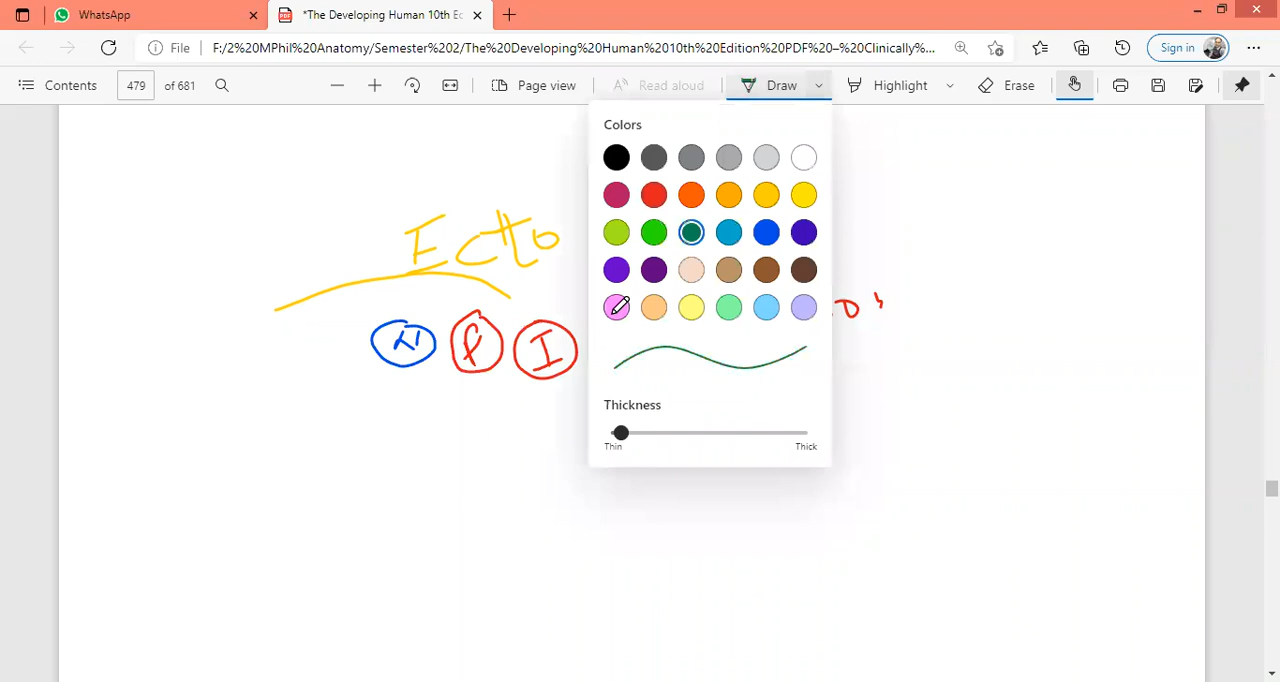 WhatsApp
*The Developing Human 10th Ec
File
F:/2%20MPhil%20Anatomy/Semester%202/The%20Developing%20Human%2010th%20Edition%20PDF%20–%20Clinically%...
Sign in
Contents
479 of 681
Page view
Read aloud
Draw
Highlight
Erase
Colors
Ecto
P I
Thickness
Thin
Thick